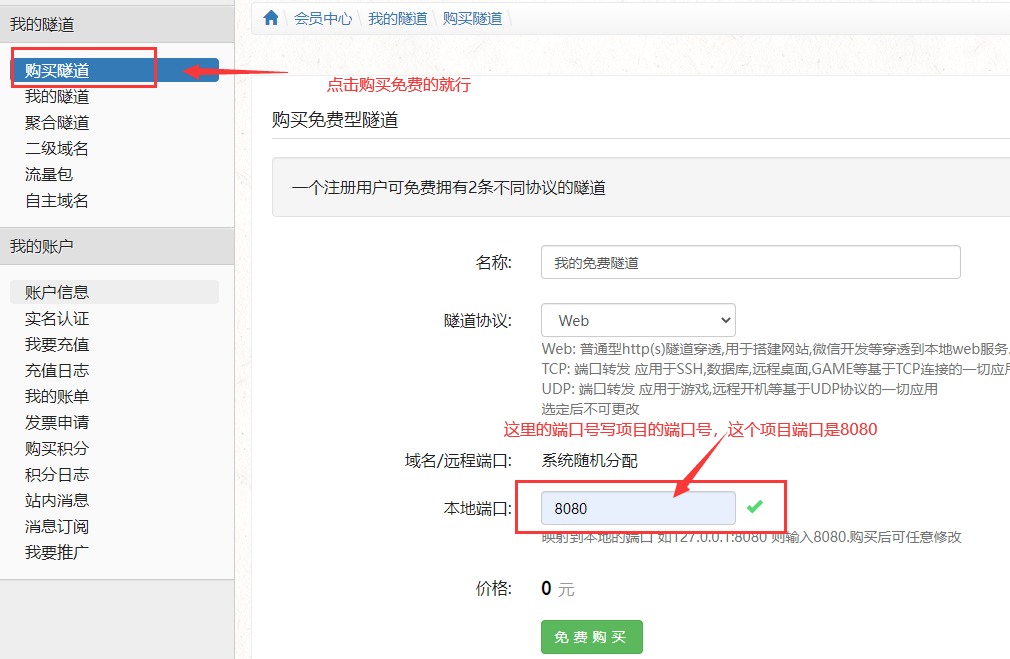 我的隧道
购买隧道
我的隧道
聚合隧道
二级域名
流量包
自主域名
我的账户
账户信息
实名认证
我要充值
充值日志
我的账单
发票申请
购买积分
积分日志
站内消息
消息订阅
我要推广
会员中心 \ 我的隧道 \ 购买隧道 \
点击购买免费的就行
购买免费型隧道
一个注册用户可免费拥有2条不同协议的隧道
名称: 我的免费隧道
隧道协议: Web
Web: 普通型http(s)隧道穿透,用于搭建网站,微信开发等穿透到本地web服务.
TCP: 端口转发 应用于SSH,数据库,远程桌面,GAME等基于TCP连接的一切应用
UDP: 端口转发 应用于游戏,远程开机等基于UDP协议的一切应用
选定后不可更改
这里的端口号写项目的端口号，这个项目端口是8080
域名/远程端口: 系统随机分配
本地端口: 8080
映射到本地的端口 如127.0.0.1:8080 则输入8080.购买后可任意修改
价格: 0 元
免费购买